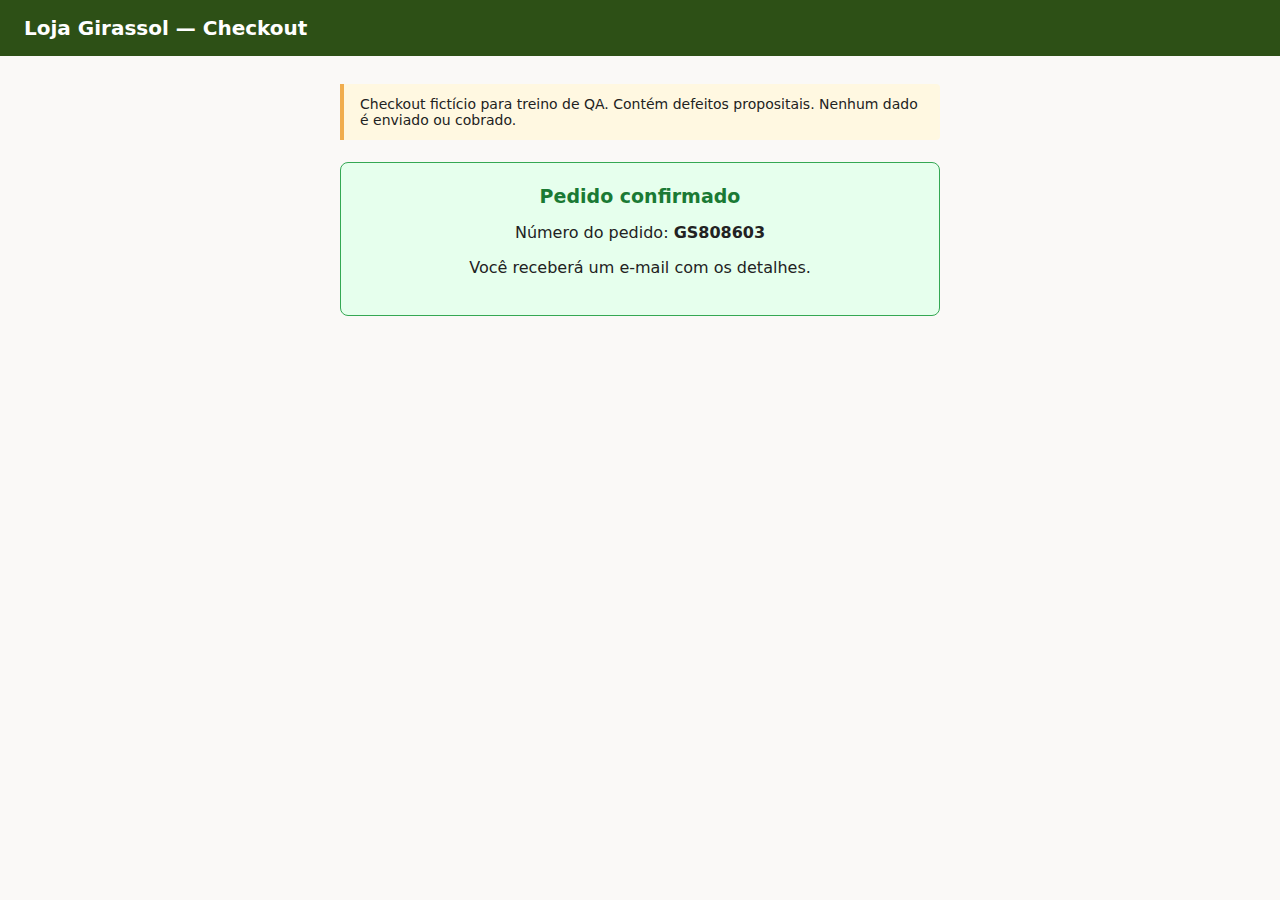 Loja Girassol — Checkout
Checkout fictício para treino de QA. Contém defeitos propositais. Nenhum dado
é enviado ou cobrado.
Pedido confirmado
Número do pedido: GS808603
Você receberá um e-mail com os detalhes.